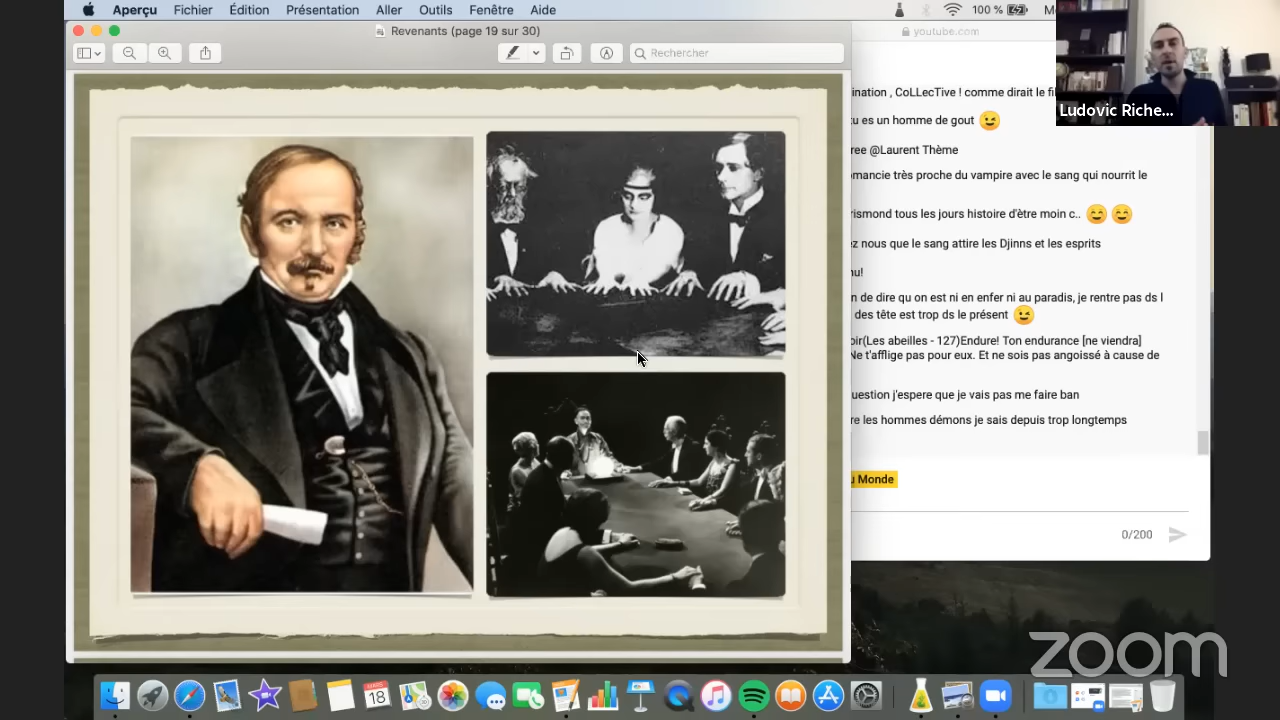 Aperçu Fichier Édition Présentation Aller Outils Fenêtre Aide 100 %
Revenants (page 19 sur 30)
Rechercher
youtube.com
ination , CoLLecTive ! comme dirait le fil
tu es un homme de gout
ree @Laurent Thème
omancie très proche du vampire avec le sang qui nourrit le
rismond tous les jours histoire d'ètre moin c..
ez nous que le sang attire les Djinns et les esprits
nu!
n de dire qu on est ni en enfer ni au paradis, je rentre pas ds l
des tête est trop ds le présent
oir(Les abeilles - 127)Endure! Ton endurance [ne viendra]
Ne t'afflige pas pour eux. Et ne sois pas angoissé à cause de
uestion j'espere que je vais pas me faire ban
re les hommes démons je sais depuis trop longtemps
u Monde
0/200
Ludovic Riche...
zoom
MARS
18